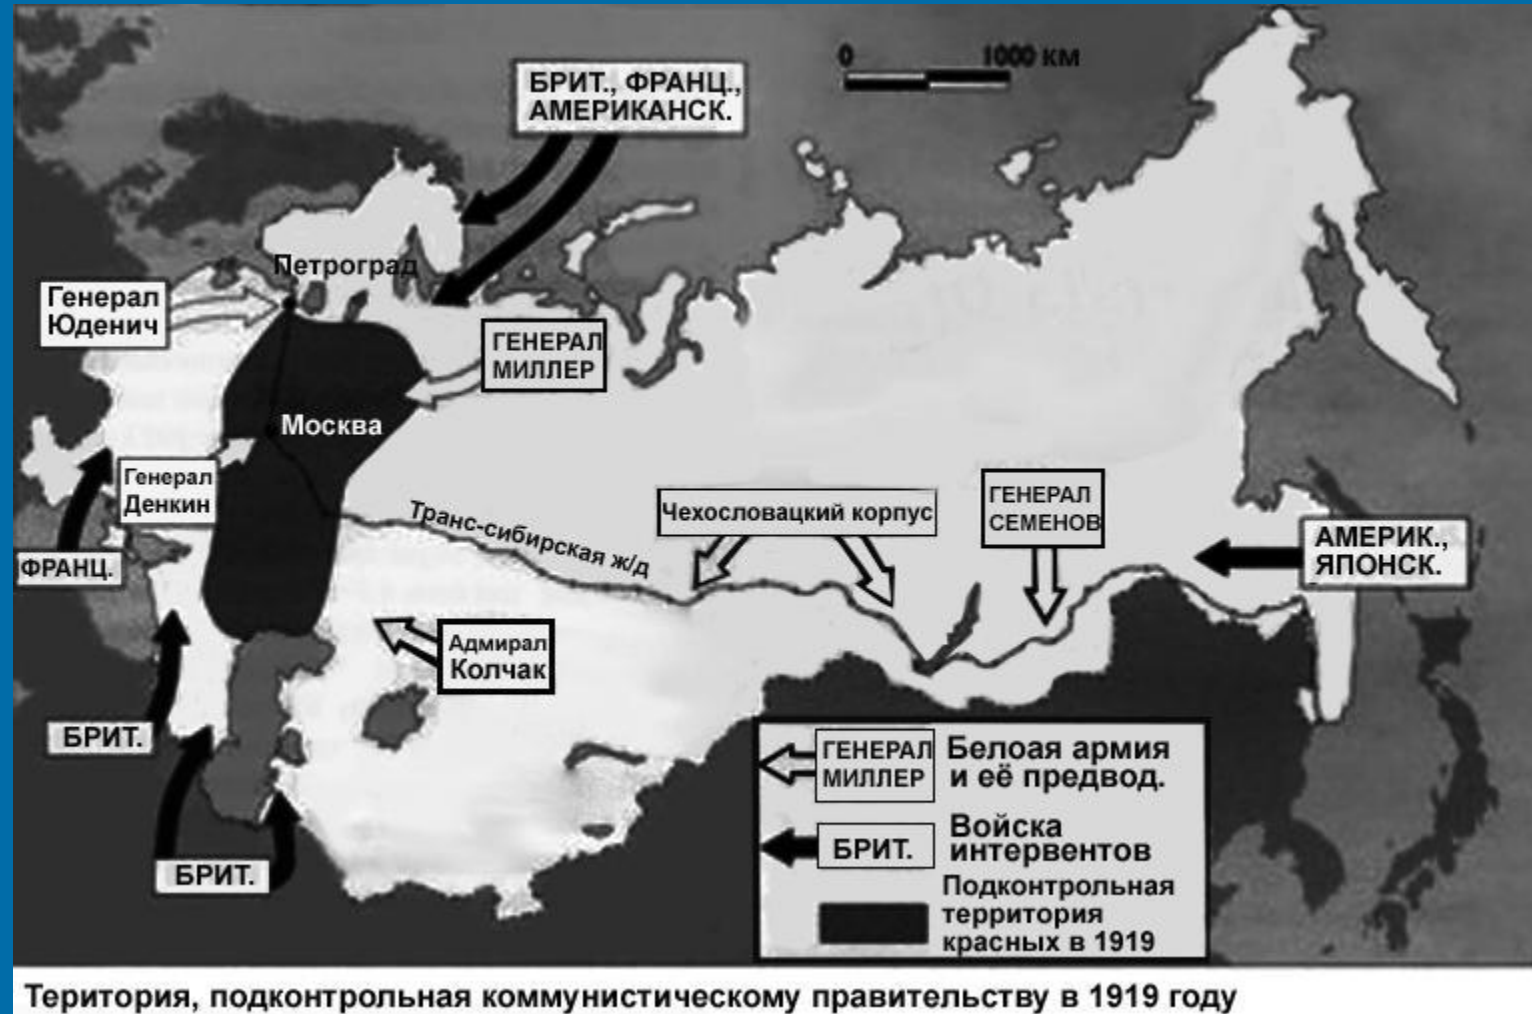 0 1000 км
БРИТ., ФРАНЦ.,
АМЕРИКАНСК.
Петроград
Генерал
Юденич
ГЕНЕРАЛ
МИЛЛЕР
Москва
Генерал
Денкин
ФРАНЦ.
Транс-сибирская ж/д
Чехословацкий корпус
ГЕНЕРАЛ
СЕМЕНОВ
АМЕРИК.,
ЯПОНСК.
Адмирал
Колчак
БРИТ.
БРИТ.
ГЕНЕРАЛ
МИЛЛЕР
Белоая армия
и её предвод.
БРИТ.
Войска
интервентов
Подконтрольная
территория
красных в 1919
Територия, подконтрольная коммунистическому правительству в 1919 году